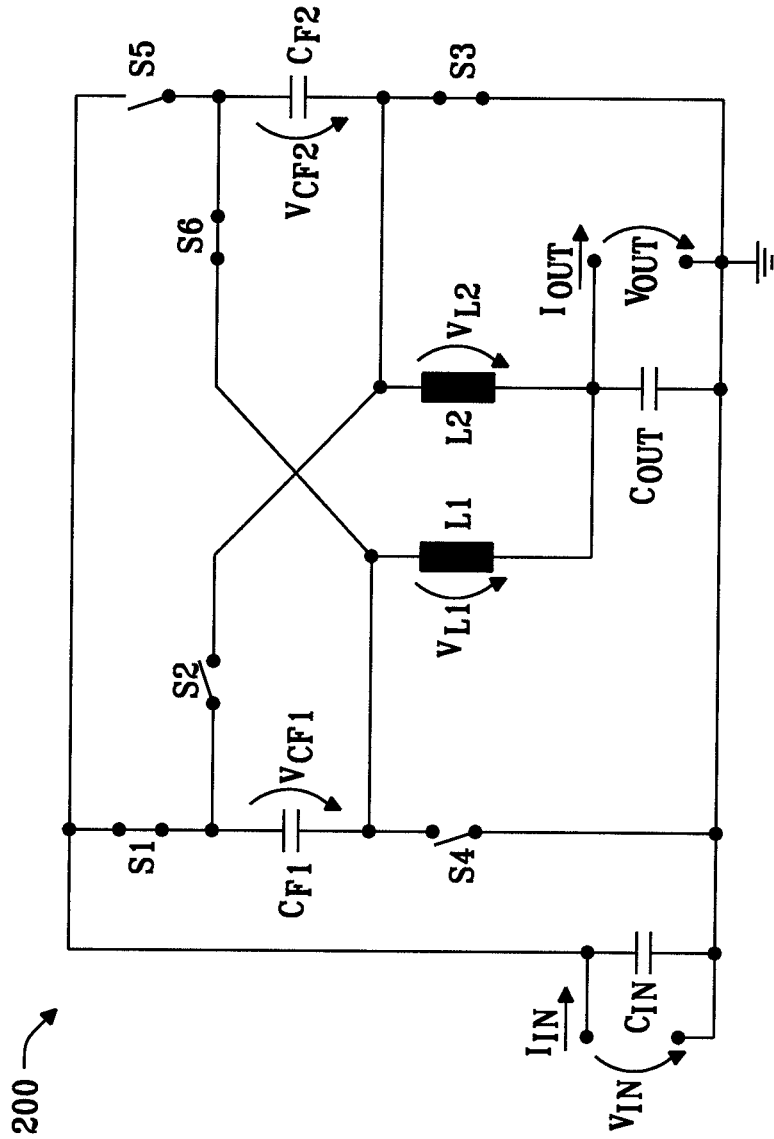 200
S5
CF2
S6
VCF2
S3
S2
S1
VCF1
CF1
S4
L1
VL1
L2
VL2
IOUT
VOUT
COUT
IIN
VIN
CIN